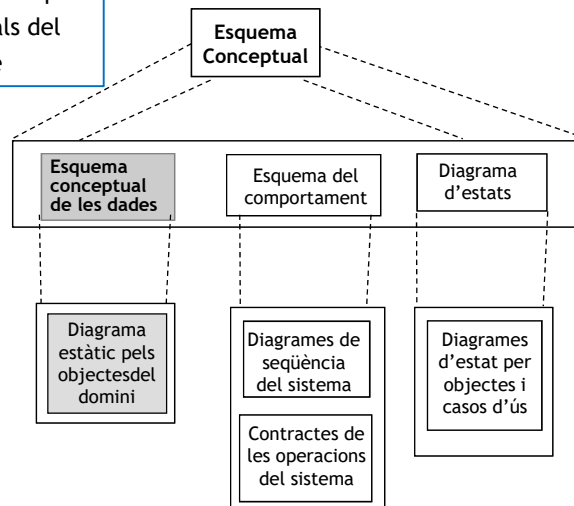 als del
Esquema
Conceptual
Esquema
conceptual
de les dades
Esquema del
comportament
Diagrama
d'estats
Diagrama
estàtic pels
objectesdel
domini
Diagrames de
seqüència
del sistema
Contractes de
les operacions
del sistema
Diagrames
d'estat per
objectes i
casos d'ús